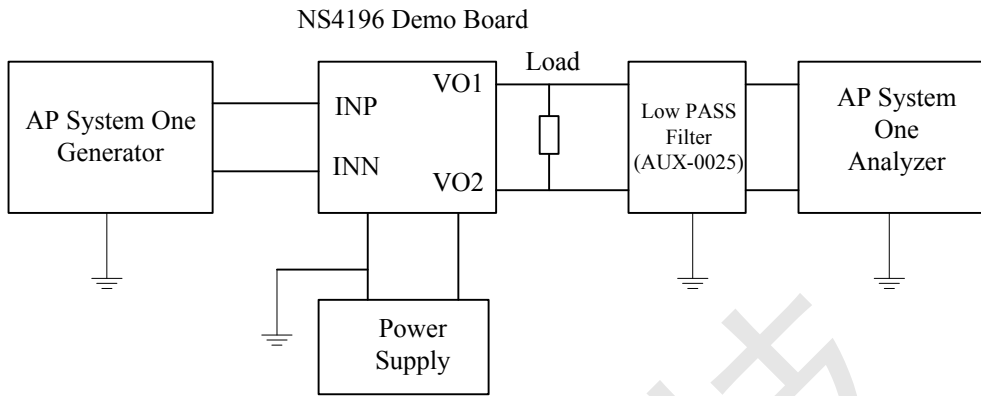 NS4196 Demo Board
AP System One
Generator
INP
INN
VO1
VO2
Load
Low PASS
Filter
(AUX-0025)
AP System
One
Analyzer
Power
Supply